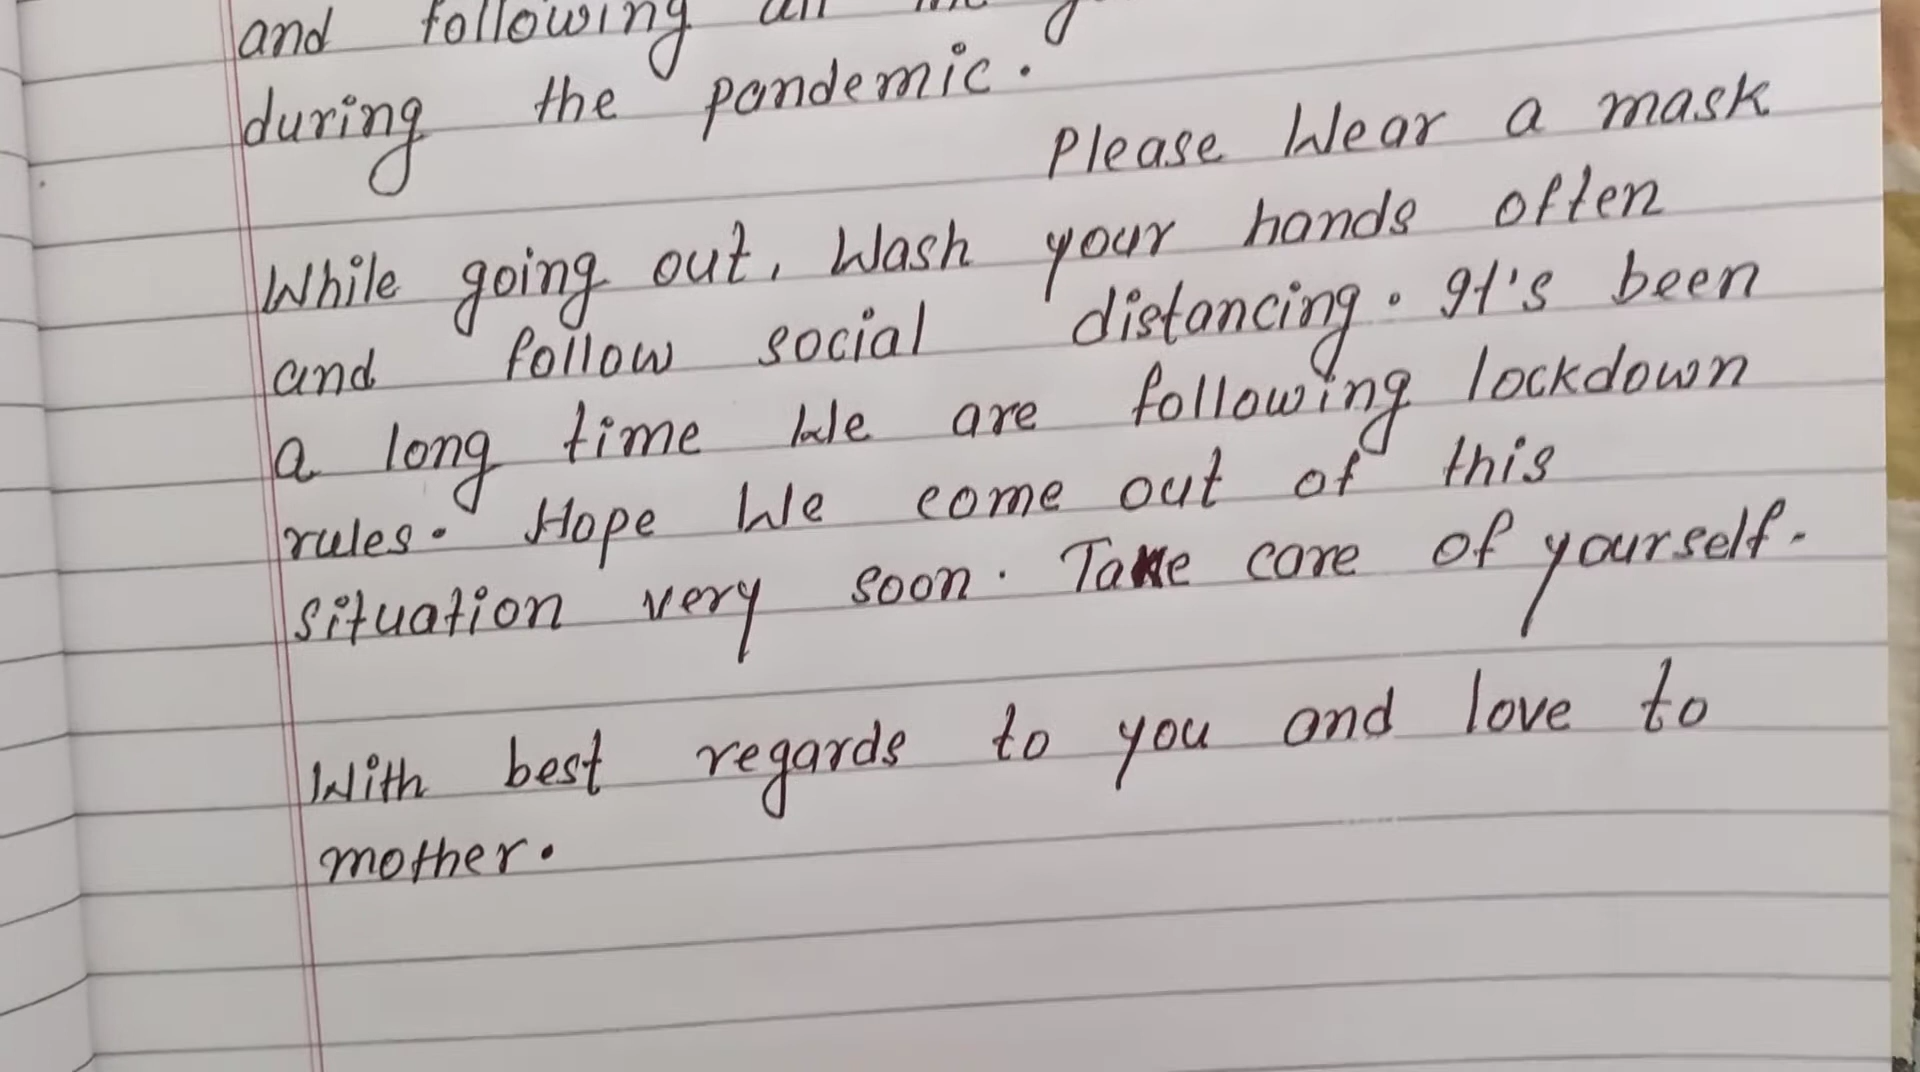 and following all the
during the pandemic.
Please Wear a mask
While going out, Wash your hands often
and follow social distancing. It's been
a long time We are following lockdown
rules. Hope We come out of this
situation very soon. Take care of yourself.
With best regards to you and love to
mother.